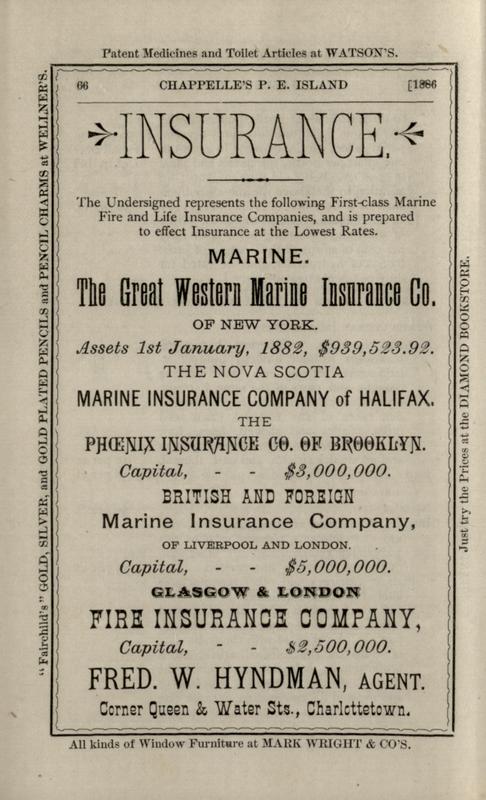 Patent Medicines and Toilet Articles at WATSON'S.
66 CHAPPELLE'S P. E. ISLAND [1886
INSURANCE.
The Undersigned represents the following First-class Marine
Fire and Life Insurance Companies, and is prepared
to effect Insurance at the Lowest Rates.
MARINE.
The Great Western Marine Insurance Co.
OF NEW YORK.
Assets 1st January, 1882, $939,523.92.
THE NOVA SCOTIA
MARINE INSURANCE COMPANY of HALIFAX.
THE
PHŒNIX INSURANCE CO. OF BROOKLYN.
Capital, - - $3,000,000.
BRITISH AND FOREIGN
Marine Insurance Company,
OF LIVERPOOL AND LONDON.
Capital, - - $5,000,000.
GLASGOW & LONDON
FIRE INSURANCE COMPANY,
Capital, - - $2,500,000.
FRED. W. HYNDMAN, AGENT.
Corner Queen & Water Sts., Charlottetown.
All kinds of Window Furniture at MARK WRIGHT & CO'S.
"Fairchild's" GOLD, SILVER, and GOLD PLATED PENCILS and PENCIL CHARMS at WELLNER'S.
Just try the Prices at the DIAMOND BOOKSTORE.